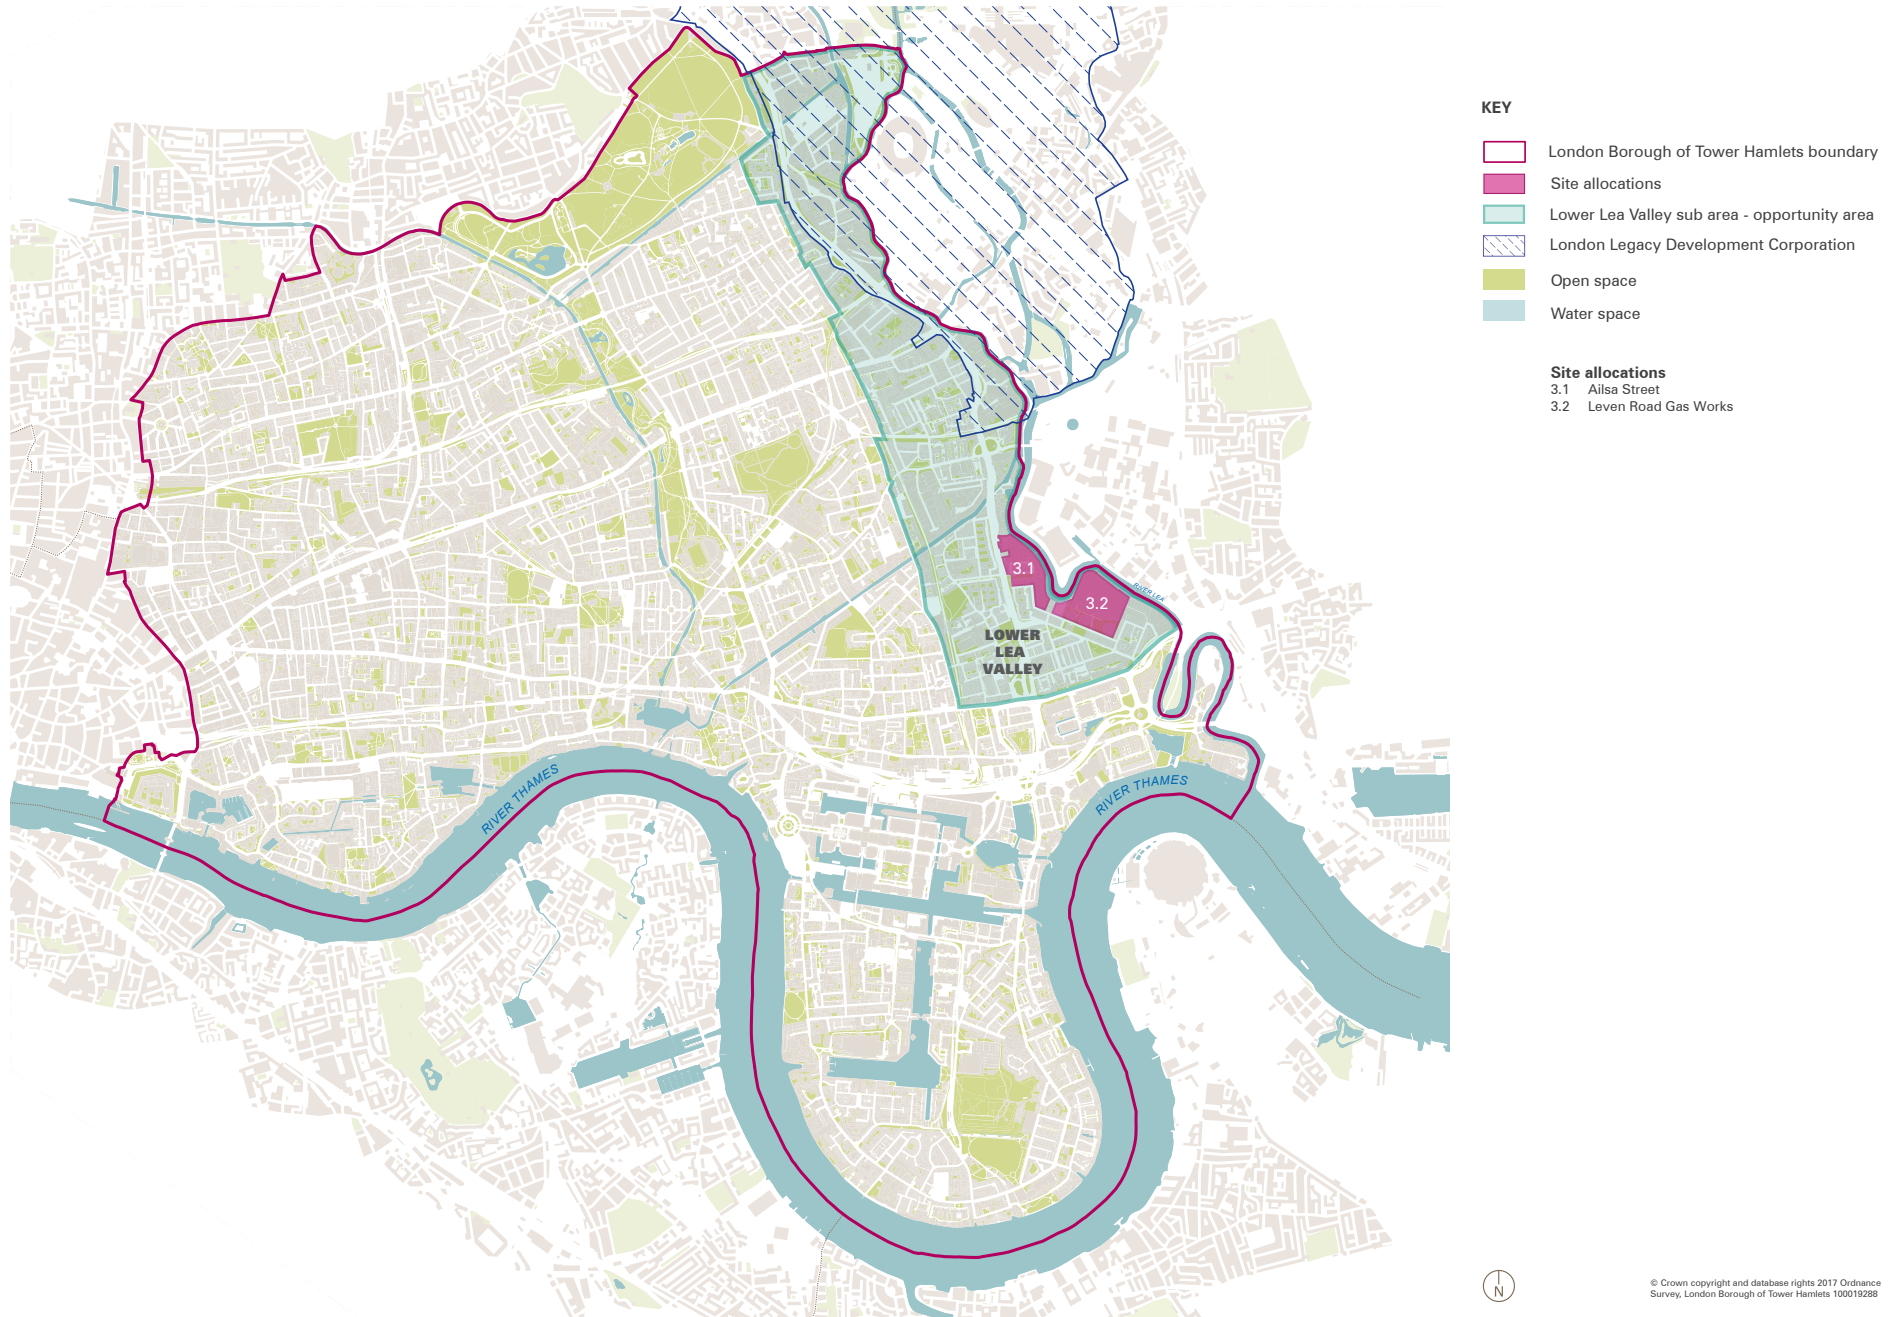 KEY
London Borough of Tower Hamlets boundary
Site allocations
Lower Lea Valley sub area - opportunity area
London Legacy Development Corporation
Open space
Water space
Site allocations
3.1 Ailsa Street
3.2 Leven Road Gas Works
3.1
3.2
RIVER LEA
LOWER
LEA
VALLEY
RIVER THAMES
RIVER THAMES
N
© Crown copyright and database rights 2017 Ordnance
Survey, London Borough of Tower Hamlets 100019288